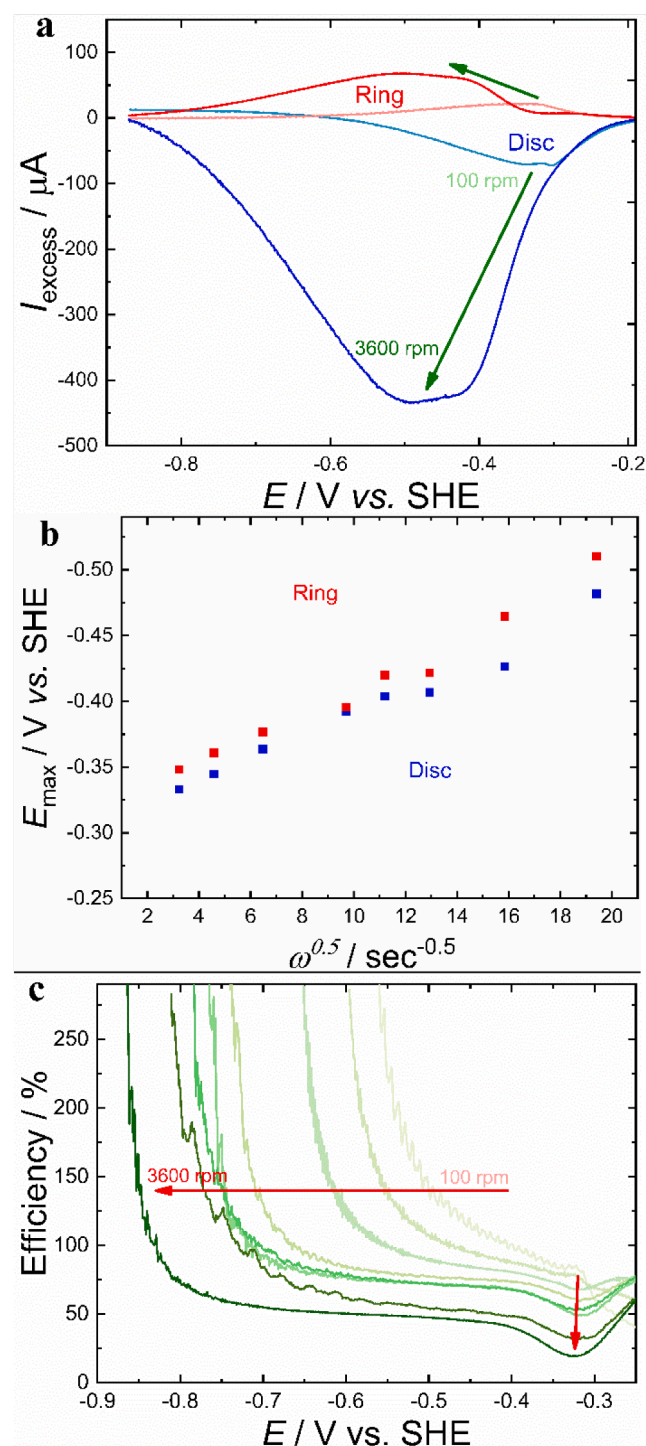 a
100
0
-100
-200
-300
-400
-500
I excess / μA
Ring
Disc
100 rpm
3600 rpm
-0.8 -0.6 -0.4 -0.2
E / V vs. SHE
b
-0.50
-0.45
-0.40
-0.35
-0.30
-0.25
E max / V vs. SHE
Ring
Disc
2 4 6 8 10 12 14 16 18 20
ω^0.5 / sec^-0.5
c
250
200
150
100
50
0
Efficiency / %
3600 rpm 100 rpm
-0.9 -0.8 -0.7 -0.6 -0.5 -0.4 -0.3
E / V vs. SHE